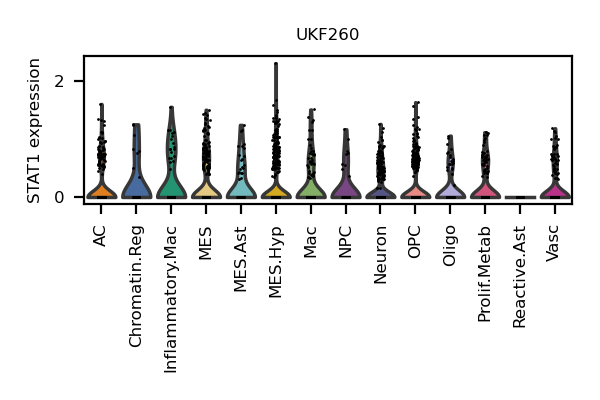 UKF260
STAT1 expression
2
0
AC
Chromatin.Reg
Inflammatory.Mac
MES
MES.Ast
MES.Hyp
Mac
NPC
Neuron
OPC
Oligo
Prolif.Metab
Reactive.Ast
Vasc